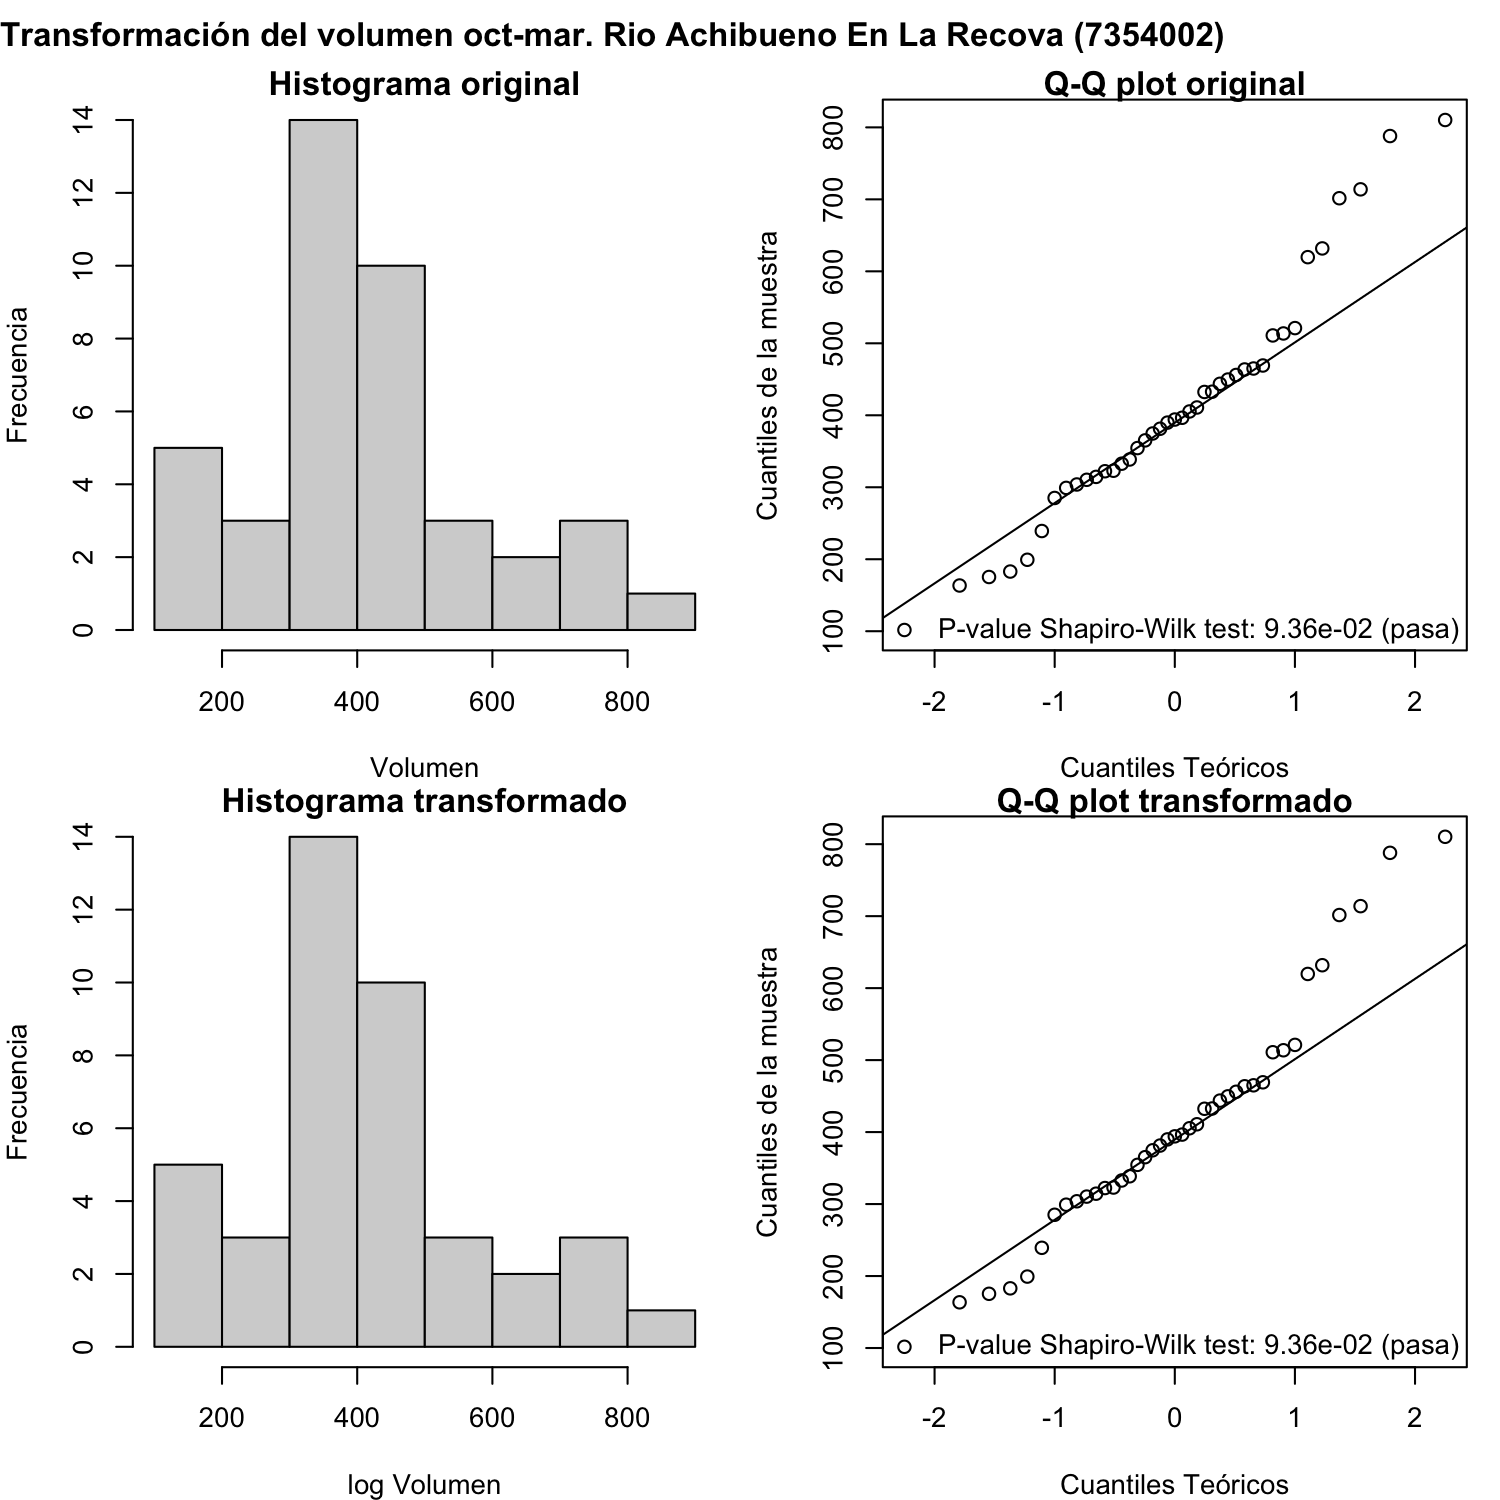 Transformación del volumen oct-mar. Rio Achibueno En La Recova (7354002)
Histograma original
Frecuencia
0 2 4 6 8 10 12 14
200 400 600 800
Volumen
Q-Q plot original
Cuantiles de la muestra
100 200 300 400 500 600 700 800
P-value Shapiro-Wilk test: 9.36e-02 (pasa)
-2 -1 0 1 2
Cuantiles Teóricos
Histograma transformado
Frecuencia
0 2 4 6 8 10 12 14
200 400 600 800
log Volumen
Q-Q plot transformado
Cuantiles de la muestra
100 200 300 400 500 600 700 800
P-value Shapiro-Wilk test: 9.36e-02 (pasa)
-2 -1 0 1 2
Cuantiles Teóricos